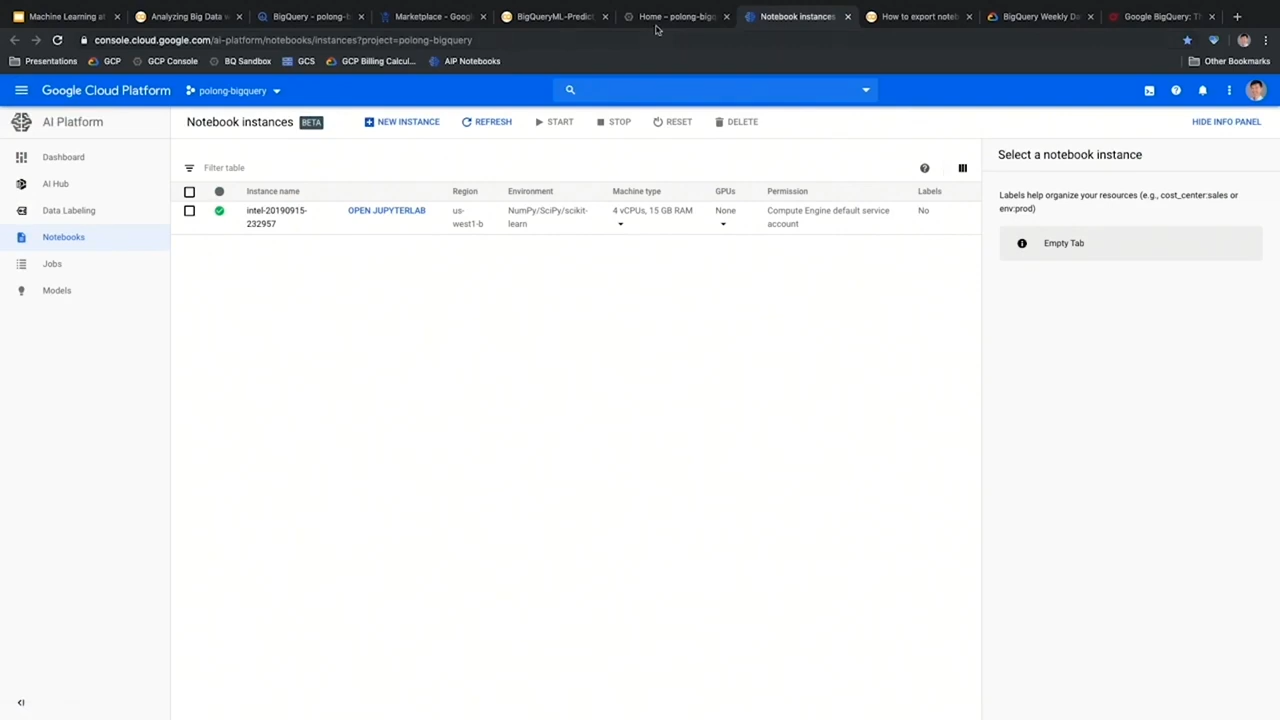 Machine Learning at
Analyzing Big Data w
BigQuery - polong-b
Marketplace - Goog
BigQueryML-Predict
Home – polong-bigq
Notebook instances
How to export noteb
BigQuery Weekly Da
Google BigQuery: Th
console.cloud.google.com/ai-platform/notebooks/instances?project=polong-bigquery
Presentations
GCP
GCP Console
BQ Sandbox
GCS
GCP Billing Calcul...
AIP Notebooks
Other Bookmarks
Google Cloud Platform
polong-bigquery
AI Platform
Notebook instances BETA
NEW INSTANCE
REFRESH
START
STOP
RESET
DELETE
HIDE INFO PANEL
Dashboard
AI Hub
Data Labeling
Notebooks
Jobs
Models
Filter table
Instance name
Region
Environment
Machine type
GPUs
Permission
Labels
intel-20190915-
232957
OPEN JUPYTERLAB
us-
west1-b
NumPy/SciPy/scikit-
learn
4 vCPUs, 15 GB RAM
None
Compute Engine default service
account
No
Select a notebook instance
Labels help organize your resources (e.g., cost_center:sales or
env:prod)
Empty Tab